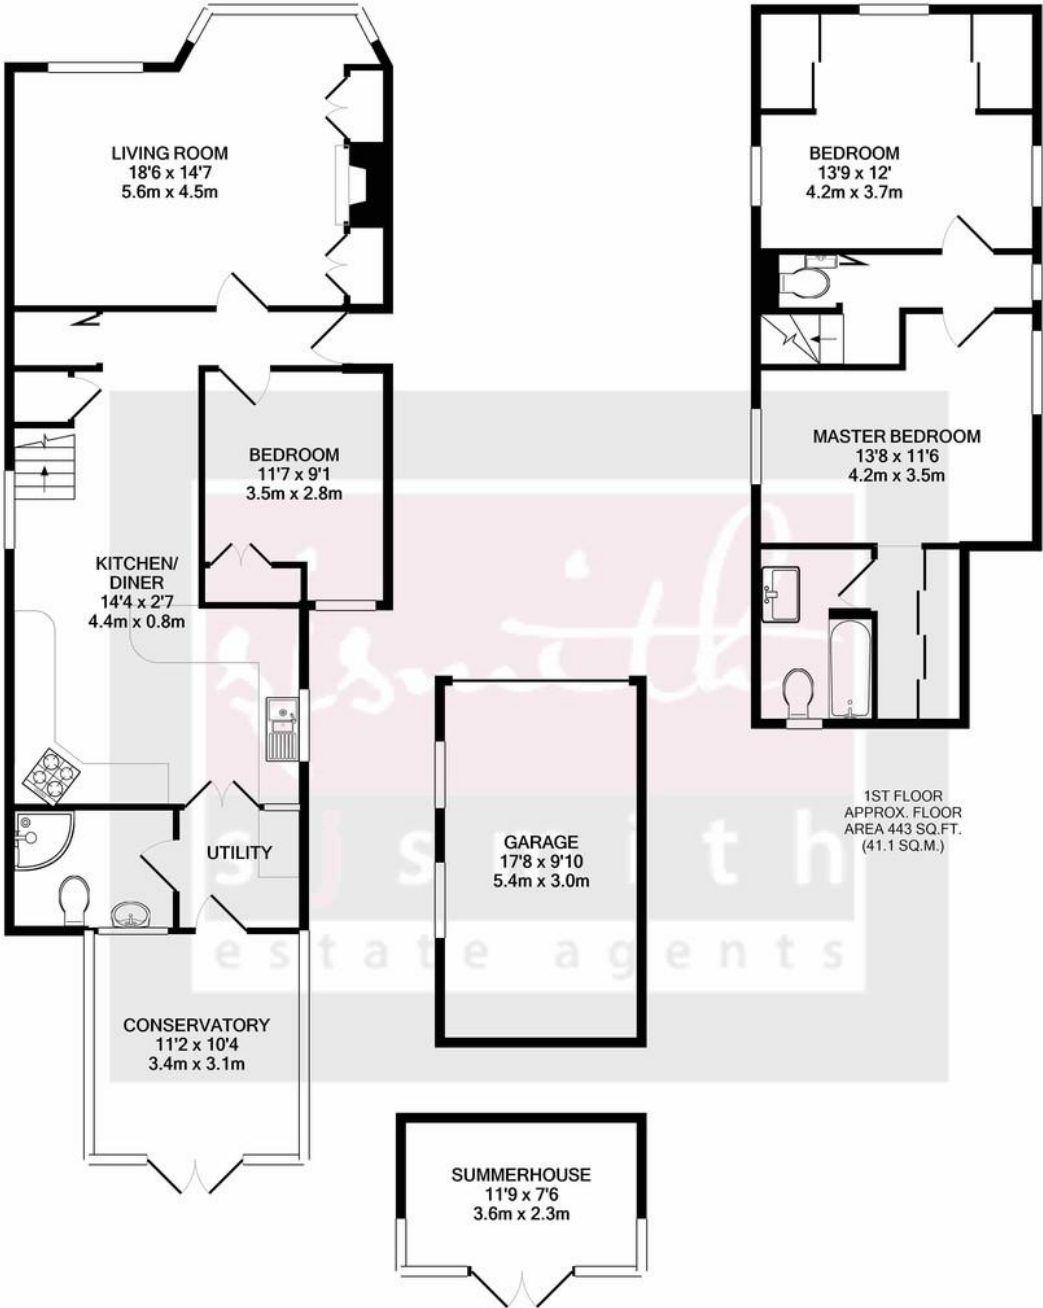 LIVING ROOM
18'6 x 14'7
5.6m x 4.5m
BEDROOM
11'7 x 9'1
3.5m x 2.8m
KITCHEN/
DINER
14'4 x 2'7
4.4m x 0.8m
UTILITY
CONSERVATORY
11'2 x 10'4
3.4m x 3.1m
GARAGE
17'8 x 9'10
5.4m x 3.0m
SUMMERHOUSE
11'9 x 7'6
3.6m x 2.3m
BEDROOM
13'9 x 12'
4.2m x 3.7m
MASTER BEDROOM
13'8 x 11'6
4.2m x 3.5m
1ST FLOOR
APPROX. FLOOR
AREA 443 SQ.FT.
(41.1 SQ.M.)
sjsmith
sjsmith
estate agents